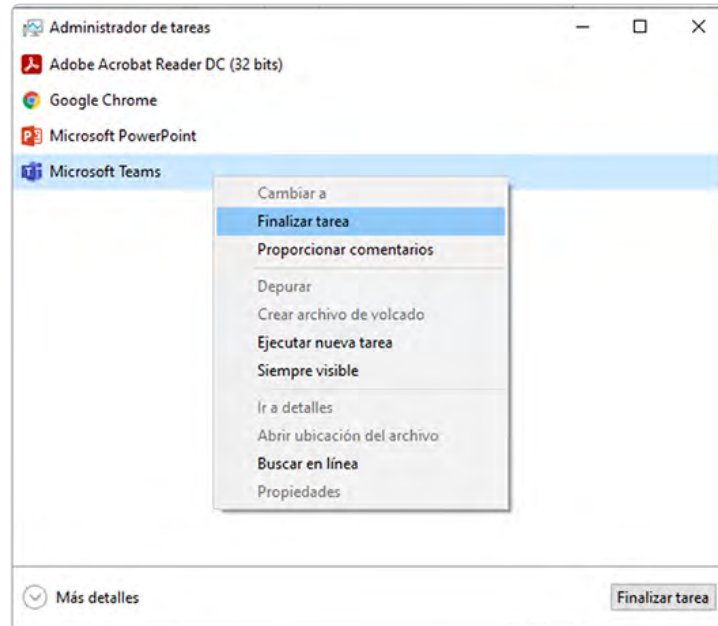 Administrador de tareas
Adobe Acrobat Reader DC (32 bits)
Google Chrome
Microsoft PowerPoint
Microsoft Teams
Cambiar a
Finalizar tarea
Proporcionar comentarios
Depurar
Crear archivo de volcado
Ejecutar nueva tarea
Siempre visible
Ir a detalles
Abrir ubicación del archivo
Buscar en línea
Propiedades
Más detalles
Finalizar tarea